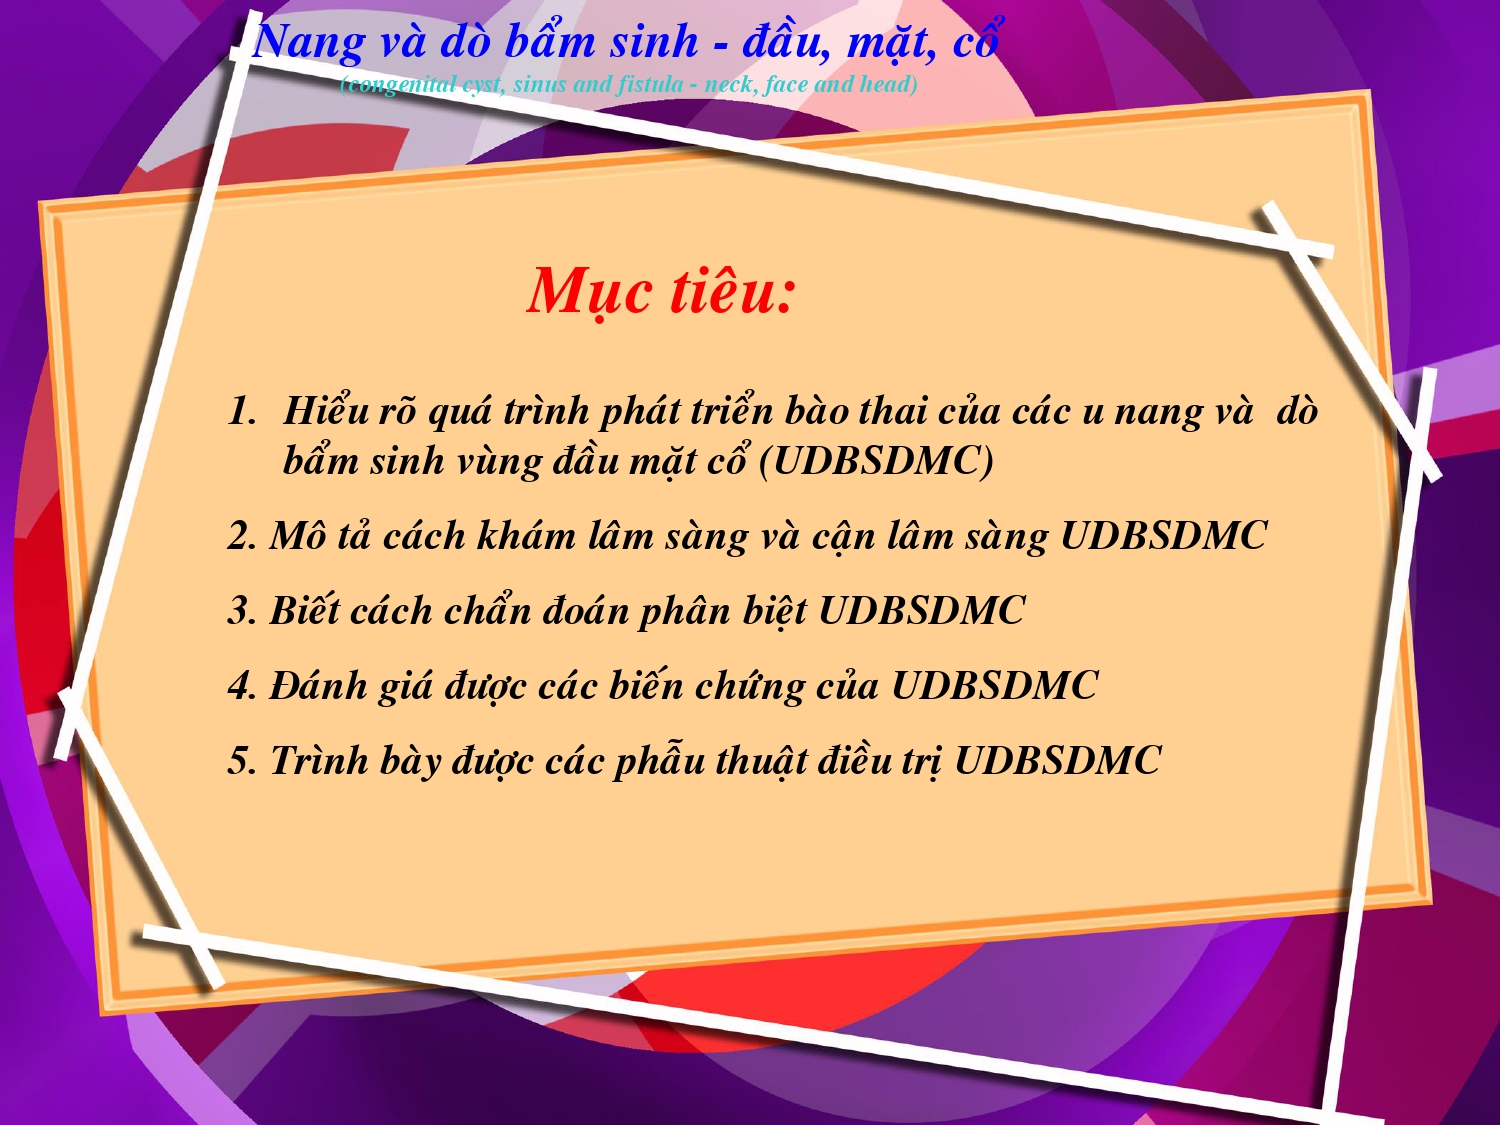 Nang và dò bẩm sinh - đầu, mặt, cổ
(congenital cyst, sinus and fistula - neck, face and head)
Mục tiêu:
1. Hiểu rõ quá trình phát triển bào thai của các u nang và dò
bẩm sinh vùng đầu mặt cổ (UDBSDMC)
2. Mô tả cách khám lâm sàng và cận lâm sàng UDBSDMC
3. Biết cách chẩn đoán phân biệt UDBSDMC
4. Đánh giá được các biến chứng của UDBSDMC
5. Trình bày được các phẫu thuật điều trị UDBSDMC